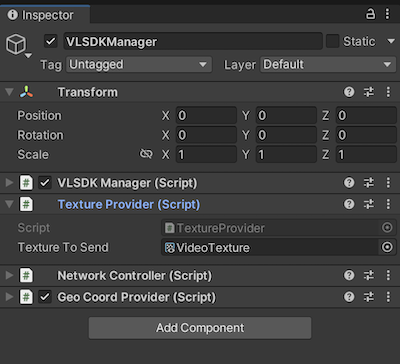 Inspector
VLSDKManager Static
Tag Untagged Layer Default
Transform
Position X 0 Y 0 Z 0
Rotation X 0 Y 0 Z 0
Scale X 1 Y 1 Z 1
VLSDK Manager (Script)
Texture Provider (Script)
Script TextureProvider
Texture To Send VideoTexture
Network Controller (Script)
Geo Coord Provider (Script)
Add Component